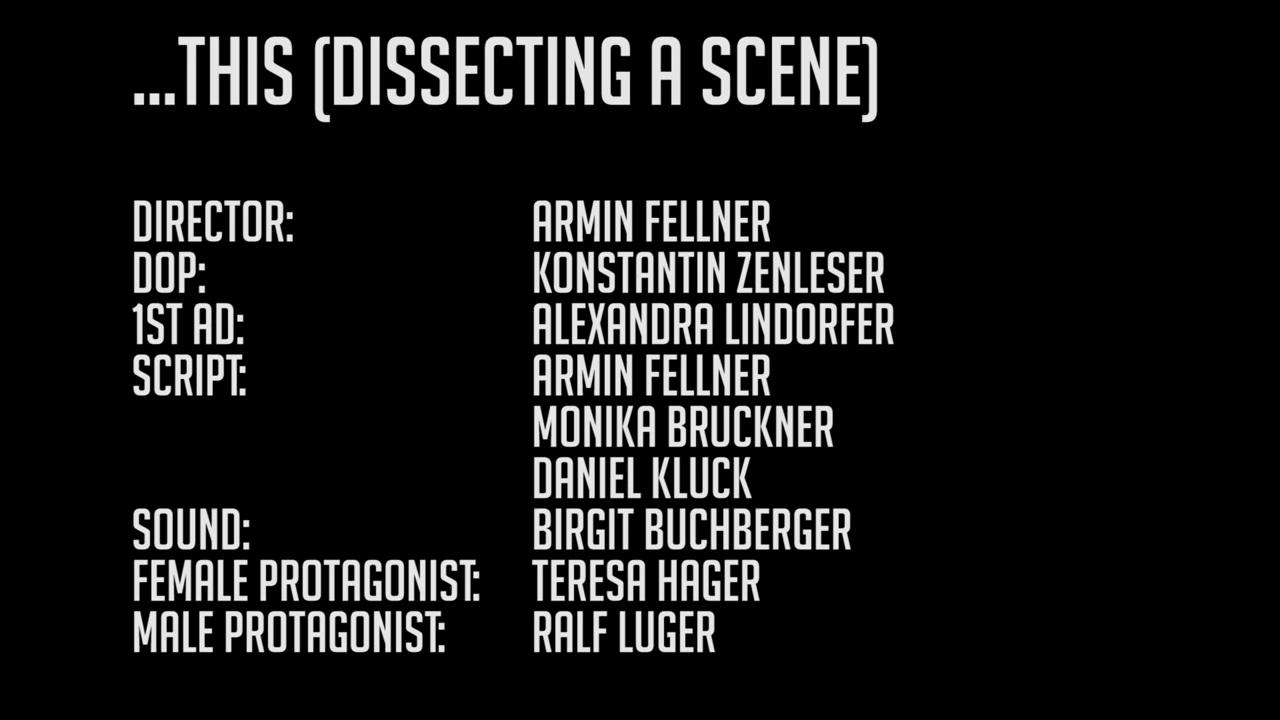 ...THIS (DISSECTING A SCENE)
DIRECTOR: ARMIN FELLNER
DOP: KONSTANTIN ZENLESER
1ST AD: ALEXANDRA LINDORFER
SCRIPT: ARMIN FELLNER
MONIKA BRUCKNER
DANIEL KLUCK
SOUND: BIRGIT BUCHBERGER
FEMALE PROTAGONIST: TERESA HAGER
MALE PROTAGONIST: RALF LUGER